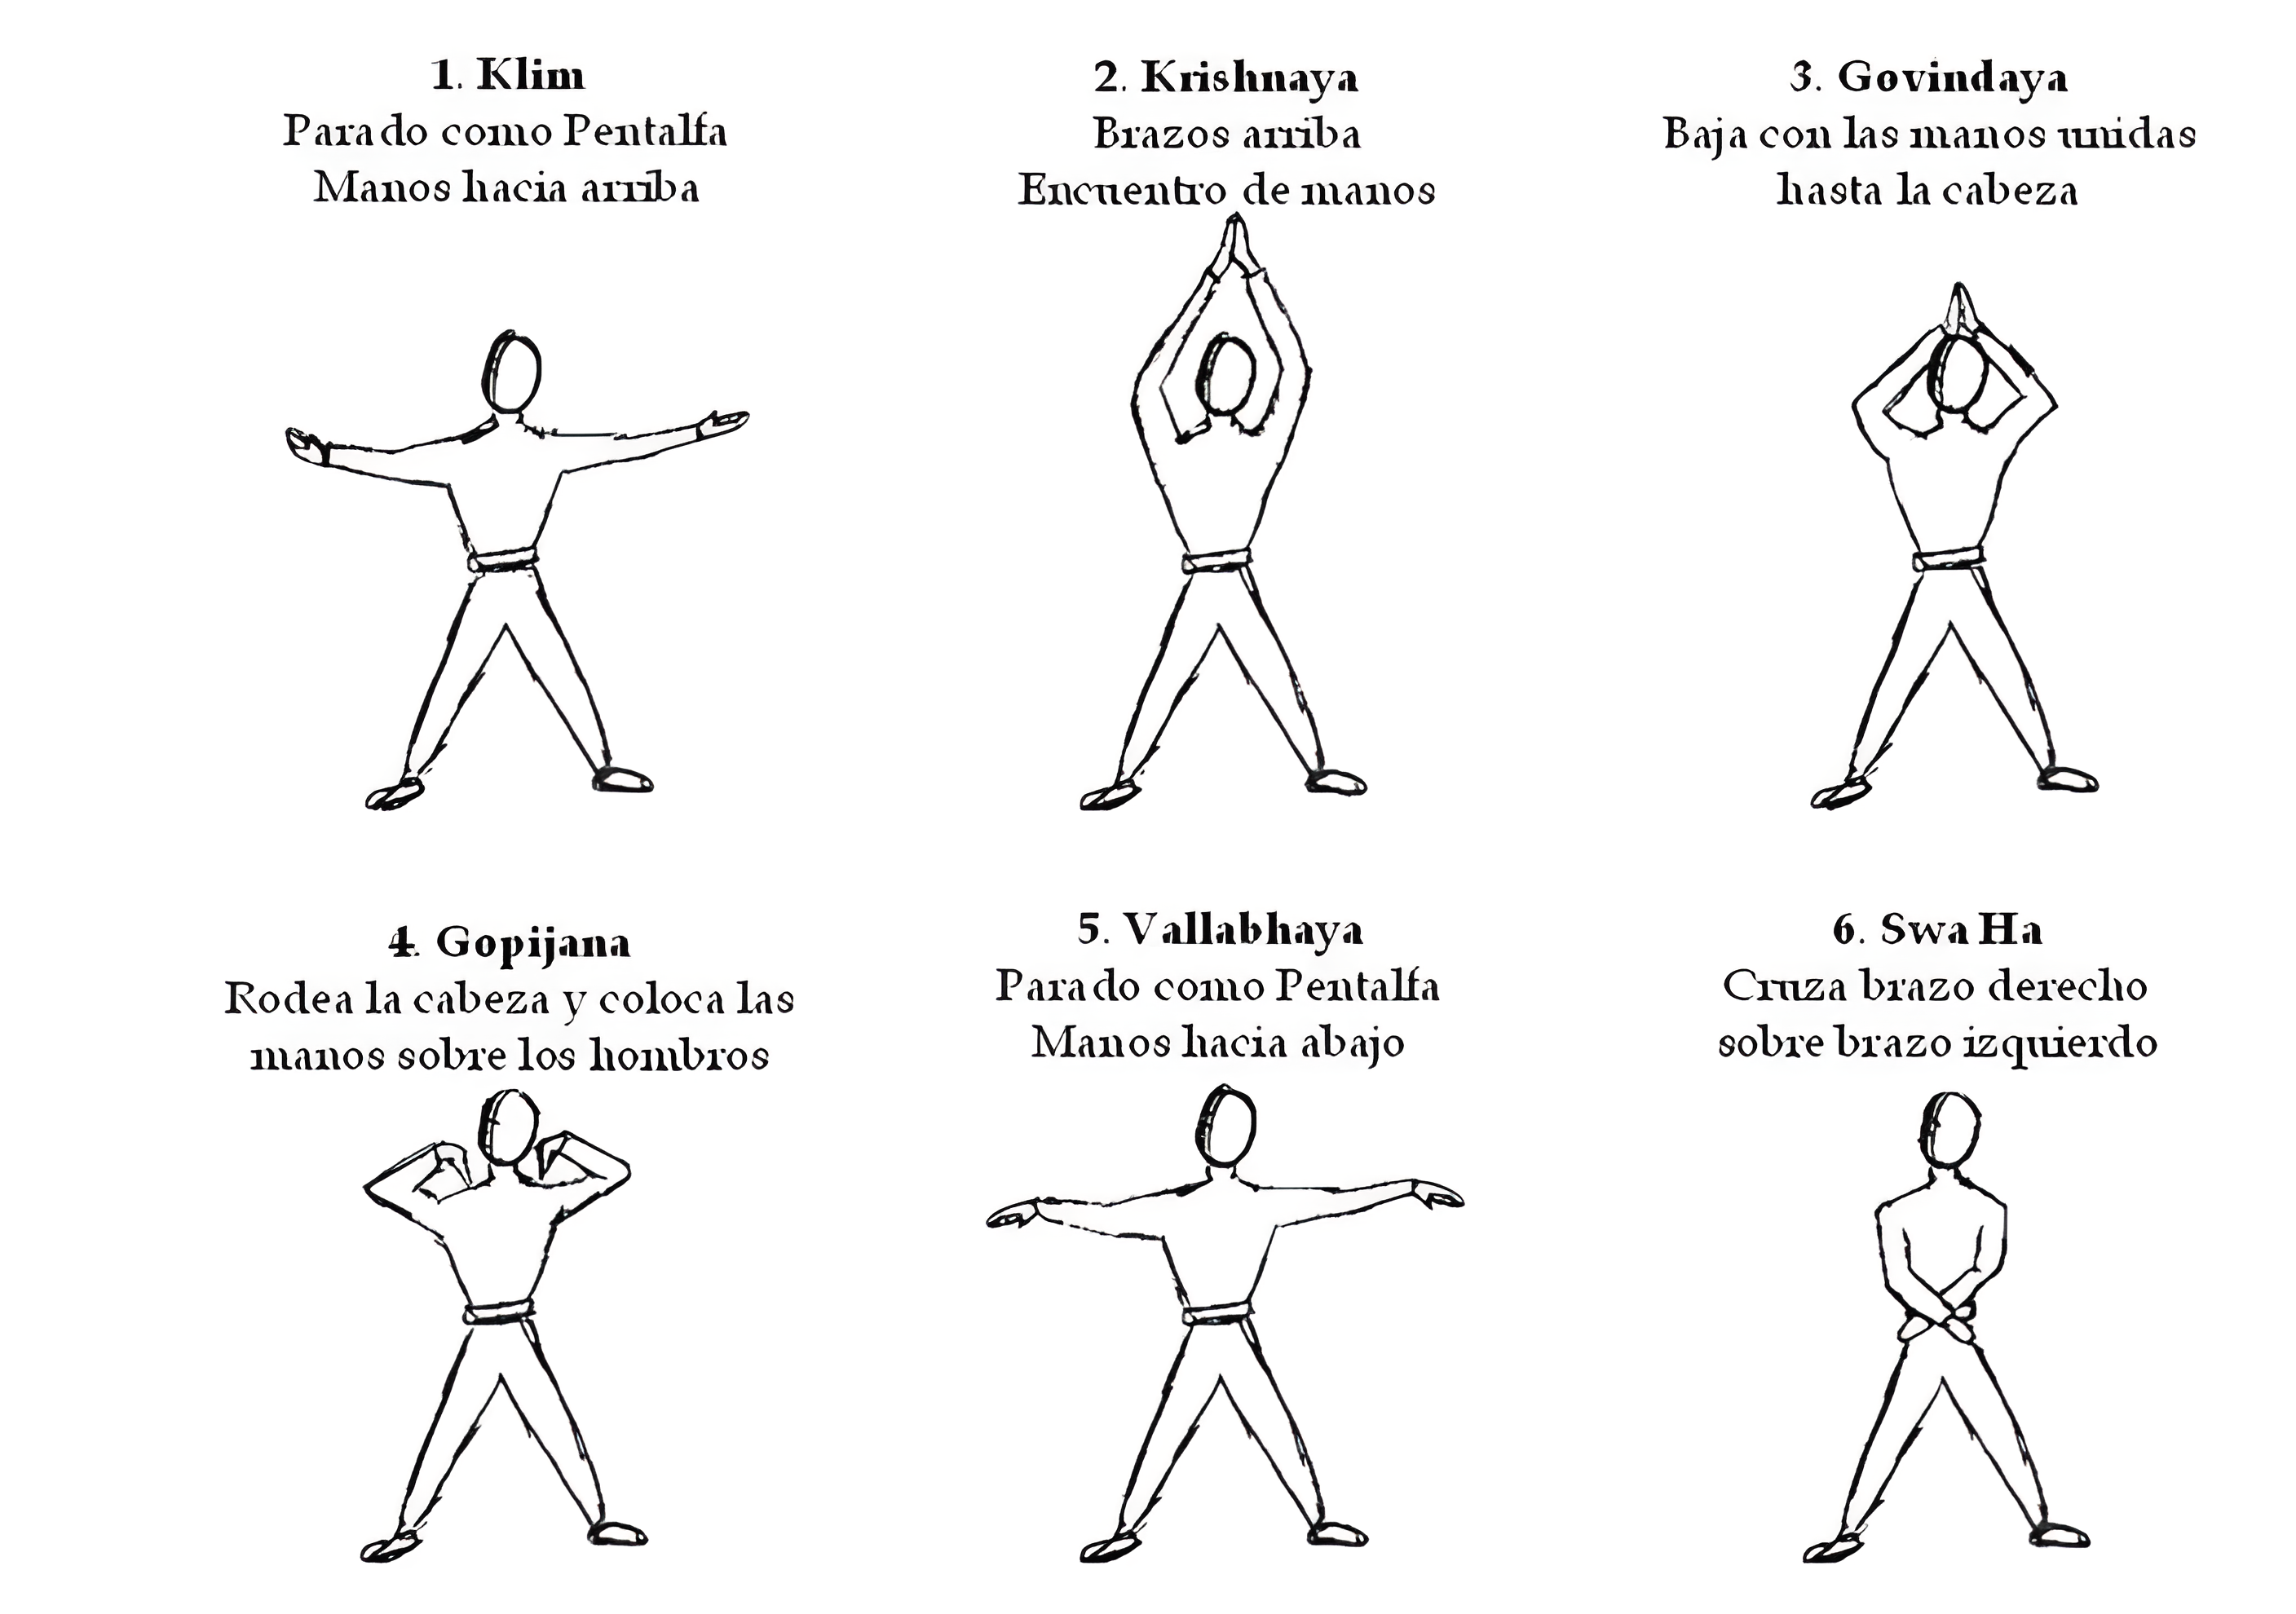 1. Klim
Parado como Pentalfa
Manos hacia arriba
2. Krishnaya
Brazos arriba
Encuentro de manos
3. Govindaya
Baja con las manos unidas
hasta la cabeza
4. Gopijana
Rodea la cabeza y coloca las
manos sobre los hombros
5. Vallabhaya
Parado como Pentalfa
Manos hacia abajo
6. Swa Ha
Cruza brazo derecho
sobre brazo izquierdo